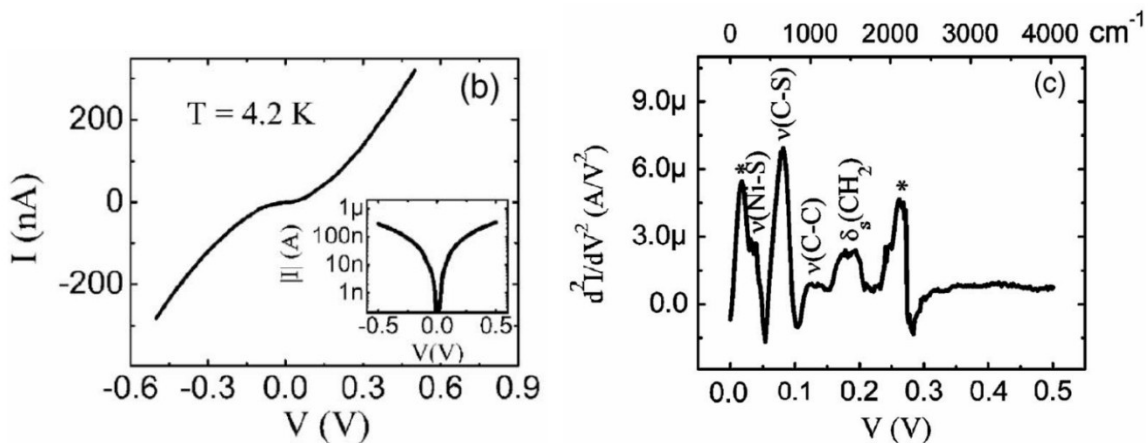 (b)
T = 4.2 K
I (nA)
200
0
-200
-0.6 -0.3 0.0 0.3 0.6 0.9
V (V)
|I| (A)
1μ
100n
10n
1n
-0.5 0.0 0.5
V(V)
0 1000 2000 3000 4000 cm⁻¹
(c)
d²I/dV² (A/V²)
9.0μ
6.0μ
3.0μ
0.0
*
ν(Ni-S)
ν(C-S)
ν(C-C)
δₛ(CH₂)
*
0.0 0.1 0.2 0.3 0.4 0.5
V (V)